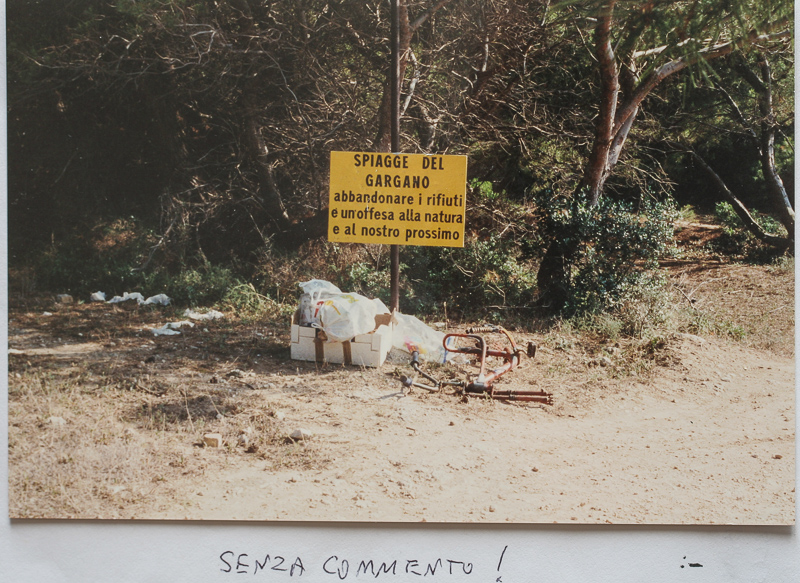 SPIAGGE DEL
GARGANO
abbandonare i rifiuti
è un'offesa alla natura
e al nostro prossimo
SENZA COMMENTO ! :-